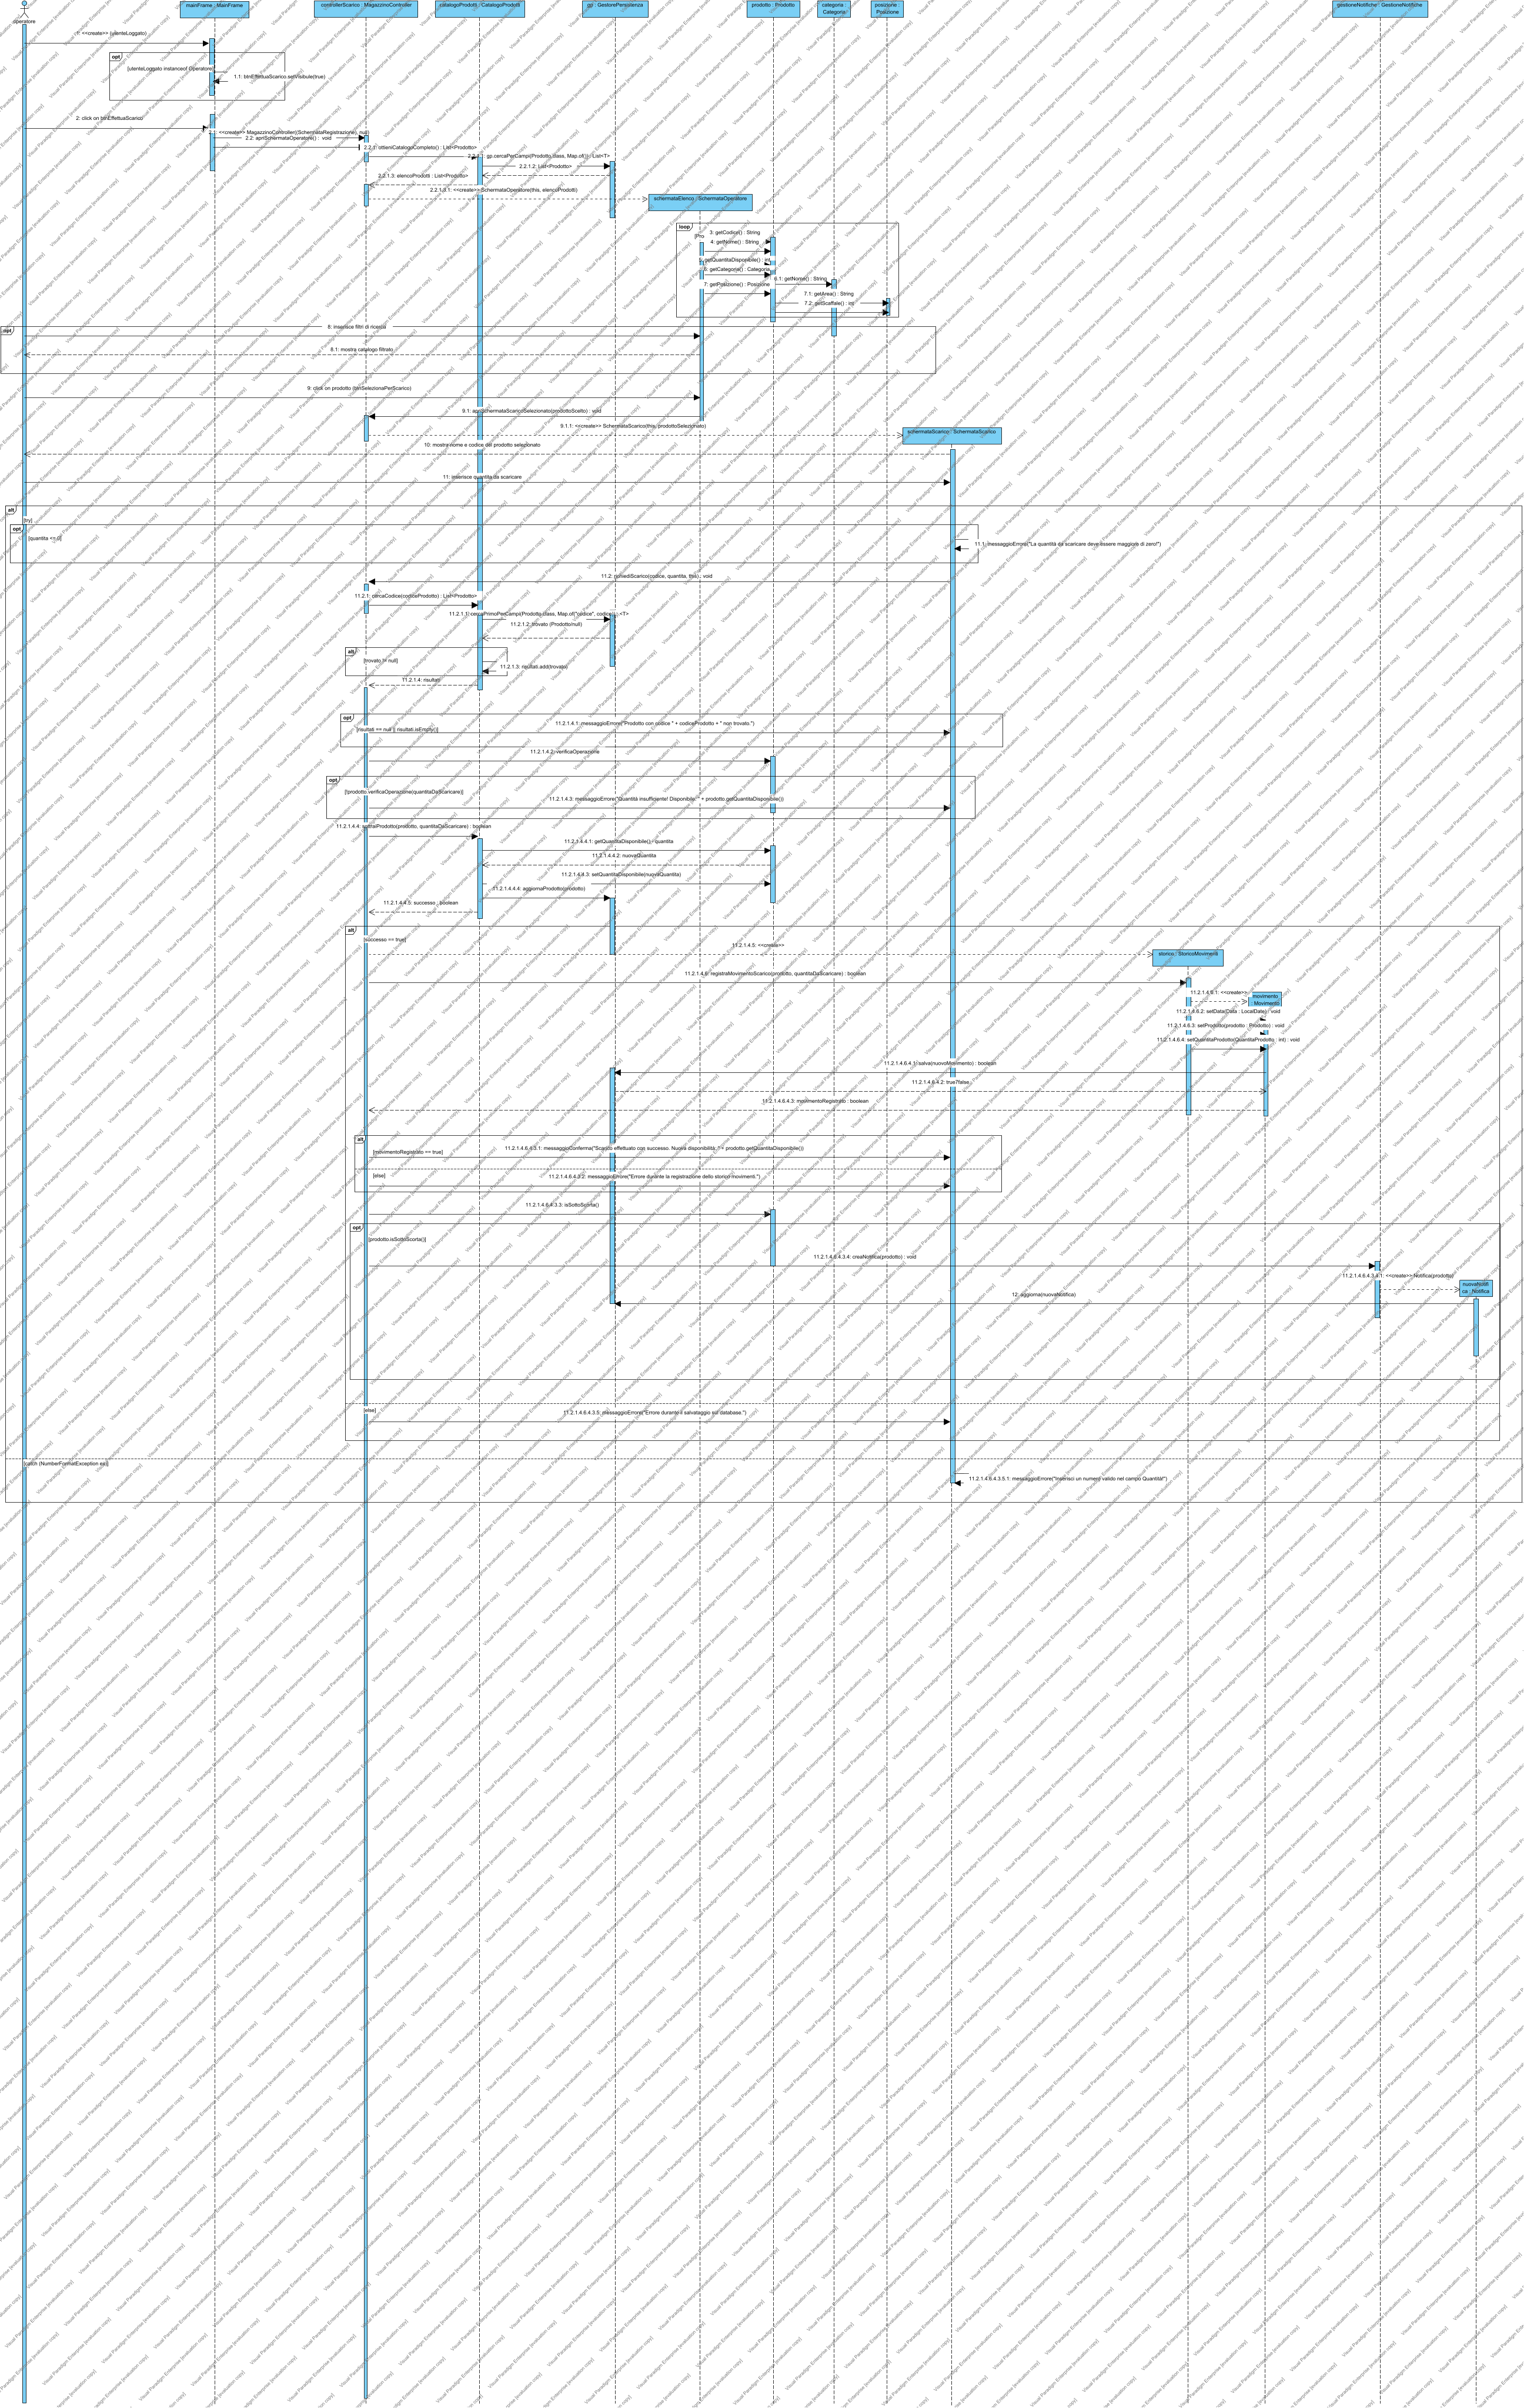 operatore
mainFrame : MainFrame
controllerScarico : MagazzinoController
catalogoProdotti : CatalogoProdotti
gp : GestorePersistenza
prodotto : Prodotto
categoria :
Categoria
posizione :
Posizione
gestioneNotifiche : GestioneNotifiche
1: <<create>> (utenteLoggato)
opt
[utenteLoggato instanceof Operatore]
1.1: btnEffettuaScarico.setVisibule(true)
2: click on btnEffettuaScarico
<<create>> MagazzinoController((SchermataRegistrazione), null)
2.2: apriSchermataOperatore() : void
2.2.1: ottieniCatalogoCompleto() : List<Prodotto>
gp.cercaPerCampi(Prodotto.class, Map.of()) : List<T>
2.2.1.2: List<Prodotto>
2.2.1.3: elencoProdotti : List<Prodotto>
2.2.1.3.1: <<create>> SchermataOperatore(this, elencoProdotti)
schermataElenco : SchermataOperatore
loop
3: getCodice() : String
4: getNome() : String
5: getQuantitaDisponibile() : int
6: getCategoria() : Categoria
6.1: getNome() : String
7: getPosizione() : Posizione
7.1: getArea() : String
7.2: getScaffale() : int
opt
8: inserisce filtri di ricerca
8.1: mostra catalogo filtrato
9: click on prodotto (btnSelezionaPerScarico)
9.1: apriSchermataScaricoSelezionato(prodottoScelto) : void
9.1.1: <<create>> SchermataScarico(this, prodottoSelezionato)
schermataScarico : SchermataScarico
10: mostra nome e codice del prodotto selezionato
11: inserisce quantita da scaricare
alt
[try]
opt
[quantita <= 0]
11.1: messaggioErrore("La quantità da scaricare deve essere maggiore di zero!")
11.2: richiediScarico(codice, quantita, this) : void
11.2.1: cercaCodice(codiceProdotto) : List<Prodotto>
11.2.1.1: cercaPrimoPerCampi(Prodotto.class, Map.of("codice", codice)) : <T>
11.2.1.2: trovato (Prodotto/null)
alt
[trovato != null]
11.2.1.3: risultati.add(trovato)
11.2.1.4: risultati
opt
[risultati == null || risultati.isEmpty()]
11.2.1.4.1: messaggioErrore("Prodotto con codice " + codiceProdotto + " non trovato.")
11.2.1.4.2: verificaOperazione
opt
[!prodotto.verificaOperazione(quantitaDaScaricare)]
11.2.1.4.3: messaggioErrore("Quantità insufficiente! Disponibile: " + prodotto.getQuantitaDisponibile())
11.2.1.4.4: sottraiProdotto(prodotto, quantitaDaScaricare) : boolean
11.2.1.4.4.1: getQuantitaDisponibile() - quantita
11.2.1.4.4.2: nuovaQuantita
11.2.1.4.4.3: setQuantitaDisponibile(nuovaQuantita)
11.2.1.4.4.4: aggiornaProdotto(prodotto)
11.2.1.4.4.5: successo : boolean
alt
[successo == true]
11.2.1.4.5: <<create>>
storico : StoricoMovimenti
11.2.1.4.6: registraMovimentoScarico(prodotto, quantitaDaScaricare) : boolean
11.2.1.4.6.1: <<create>>
movimento
: Movimento
11.2.1.4.6.2: setData(Data : LocalDate) : void
11.2.1.4.6.3: setProdotto(prodotto : Prodotto) : void
11.2.1.4.6.4: setQuantitaProdotto(QuantitaProdotto : int) : void
11.2.1.4.6.4.1: salva(nuovoMovimento) : boolean
11.2.1.4.6.4.2: true7false
11.2.1.4.6.4.3: movimentoRegistrato : boolean
alt
[movimentoRegistrato == true]
11.2.1.4.6.4.3.1: messaggioConferma("Scarico effettuato con successo. Nuova disponibilità: " + prodotto.getQuantitaDisponibile())
[else]
11.2.1.4.6.4.3.2: messaggioErrore("Errore durante la registrazione dello storico movimenti.")
11.2.1.4.6.4.3.3: isSottoScorta()
opt
[prodotto.isSottoScorta()]
11.2.1.4.6.4.3.4: creaNotifica(prodotto) : void
11.2.1.4.6.4.3.4.1: <<create>> Notifica(prodotto)
nuovaNotifi
ca : Notifica
12: aggiorna(nuovaNotifica)
[else]
11.2.1.4.6.4.3.5: messaggioErrore("Errore durante il salvataggio sul database.")
[catch (NumberFormatException ex)]
11.2.1.4.6.4.3.5.1: messaggioErrore("Inserisci un numero valido nel campo Quantità!")
Visual Paradigm Enterprise [evaluation copy]